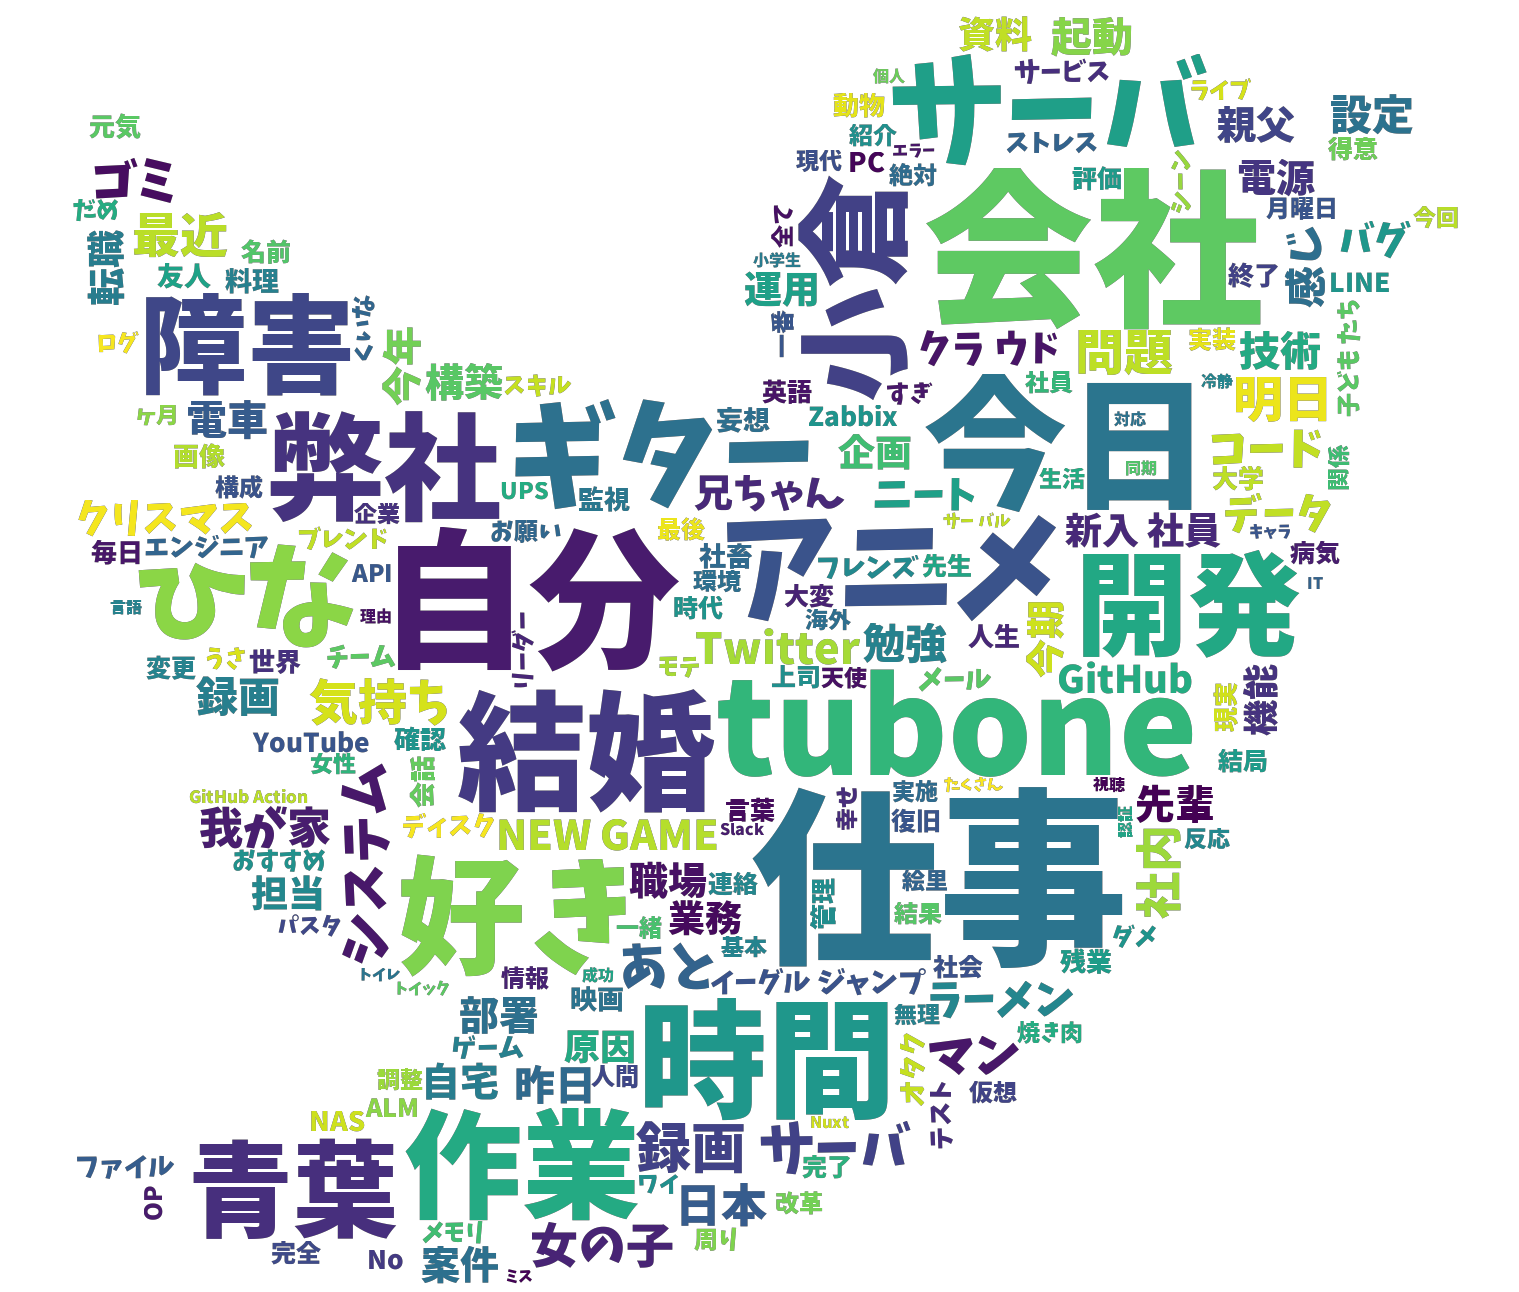 資料
起動
サーバ
サービス
個人
動物
ライブ
親父
設定
元気
紹介
ストレス
得意
ゴミ
現代
PC
エラー
絶対
評価
シーン
電源
だめ
最近
全て
小倉
会社
月曜日
今回
転職
名前
小学生
感じ
バグ
友人
料理
運用
終了
LINE
障害
くいな
一番
クラウド
問題
実装
技術
子どもたち
ログ
今年
構築
スキル
英語
すぎ
社員
冷静
明日
ヶ月
電車
弊社
ギター
妄想
Zabbix
今日
対応
画像
企画
コード
構成
UPS
監視
兄ちゃん
ニート
生活
同期
大学
関係
クリスマス
企業
お願い
最後
アニメ
サーバル
新入社員
データ
キャラ
毎日
エンジニア
ブレンド
自分
社畜
フレンズ
先生
開発
病気
ひな
API
環境
大変
IT
言語
理由
時代
海外
リーダー
Twitter
勉強
人生
今期
変更
うさ
世界
チーム
モテ
上司
天使
メール
GitHub
機能
録画
気持ち
結婚
tubone
現実
YouTube
確認
女性
会話
結局
GitHub Action
システム
たくさん
視聴
我が家
ディスク
NEW GAME
言葉
Slack
幸せ
実施
復旧
先輩
認証
反応
おすすめ
好き
仕事
社内
担当
職場
連絡
管理
絵里
パスタ
一緒
業務
結果
ダメ
基本
トイレ
トイック
情報
成功
あと
イーグルジャンプ
社会
残業
部署
映画
時間
無理
ラーメン
ゲーム
原因
オタク
マン
焼き肉
調整
自宅
昨日
人間
テスト
仮想
NAS
ALM
作業
録画サーバ
Nuxt
ファイル
青葉
完了
OP
ワイ
日本
改革
メモリ
女の子
周り
完全
No
案件
ミス